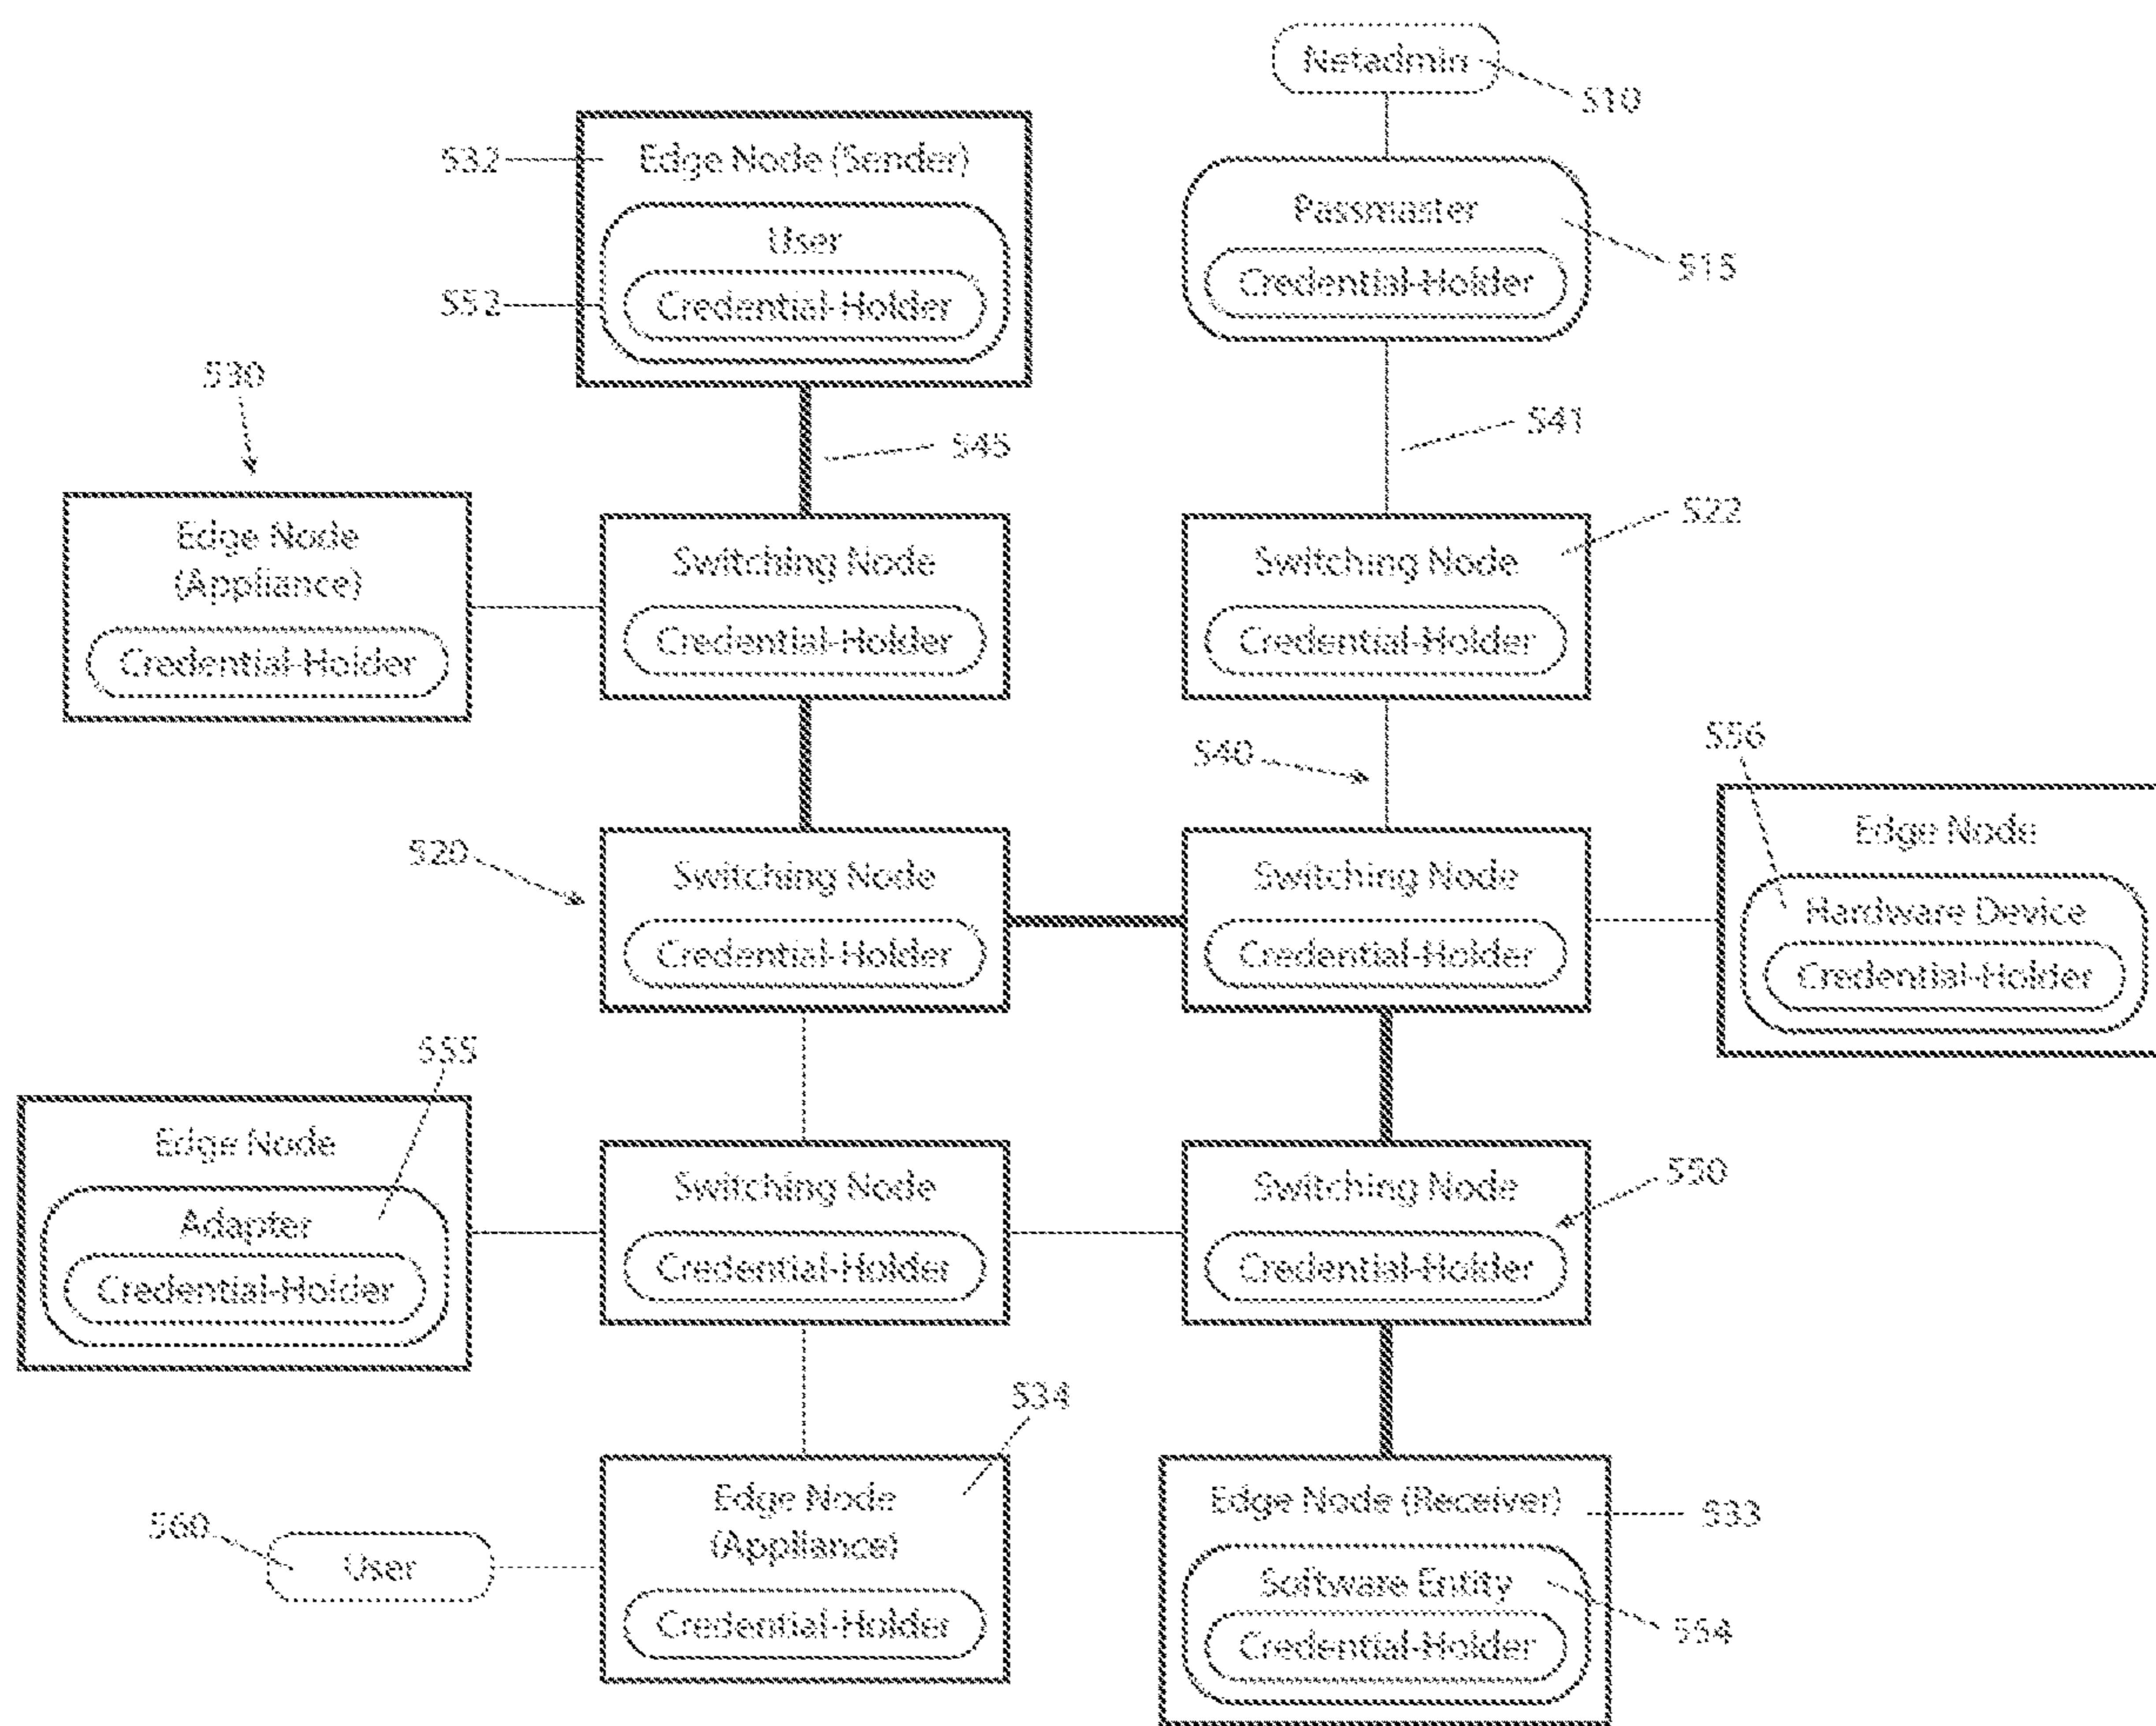 Netadmin
510
532
Edge Node (Sender)
User
552
Credential-Holder
Passmaster
Credential-Holder
515
530
545
541
Edge Node
(Appliance)
Credential-Holder
Switching Node
Credential-Holder
Switching Node
Credential-Holder
522
540
556
520
Switching Node
Credential-Holder
Switching Node
Credential-Holder
Edge Node
Hardware Device
Credential-Holder
555
Edge Node
Adapter
Credential-Holder
Switching Node
Credential-Holder
Switching Node
Credential-Holder
550
534
560
User
Edge Node
(Appliance)
Credential-Holder
Edge Node (Receiver)
533
Software Entity
Credential-Holder
554